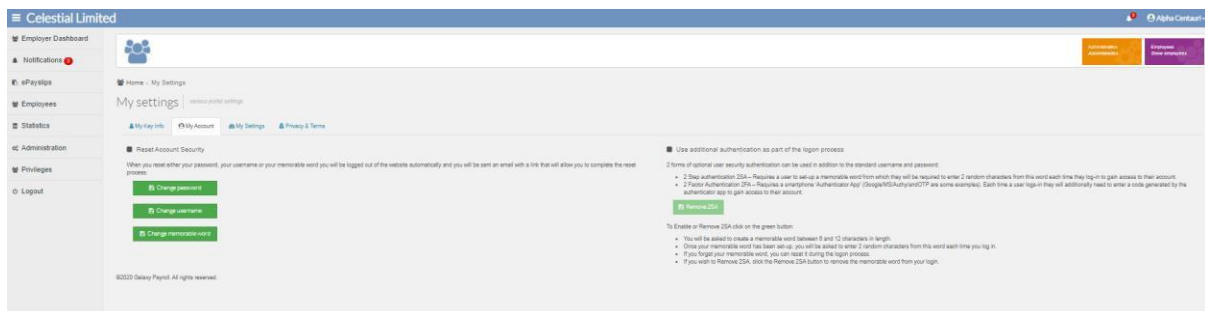 Celestial Limited
3
Alpha Centauri
Employer Dashboard
Notifications 3
ePayslips
Employees
Statistics
Administration
Privileges
Logout
Administration
Administration
Employees
Show employees
Home - My Settings
My settings various portal settings
My Key Info My Account My Settings Privacy & Terms
Reset Account Security
When you reset either your password, your username or your memorable word you will be logged out of the website automatically and you will be sent an email with a link that will allow you to complete the reset
process:
Change password
Change username
Change memorable word
Use additional authentication as part of the logon process
2 forms of optional user security authentication can be used in addition to the standard username and password:
2 Step authentication 2SA – Requires a user to set-up a memorable word from which they will be required to enter 2 random characters from this word each time they log-in to gain access to their account.
2 Factor Authentication 2FA – Requires a smartphone 'Authenticator App' (Google/MS/Authy/andOTP are some examples). Each time a user logs-in they will additionally need to enter a code generated by the
authenticator app to gain access to their account.
Remove 2SA
To Enable or Remove 2SA click on the green button:
You will be asked to create a memorable word between 8 and 12 characters in length.
Once your memorable word has been set-up, you will be asked to enter 2 random characters from this word each time you log in.
If you forget your memorable word, you can reset it during the logon process.
If you wish to Remove 2SA, click the Remove 2SA button to remove the memorable word from your login.
©2020 Galaxy Payroll. All rights reserved.